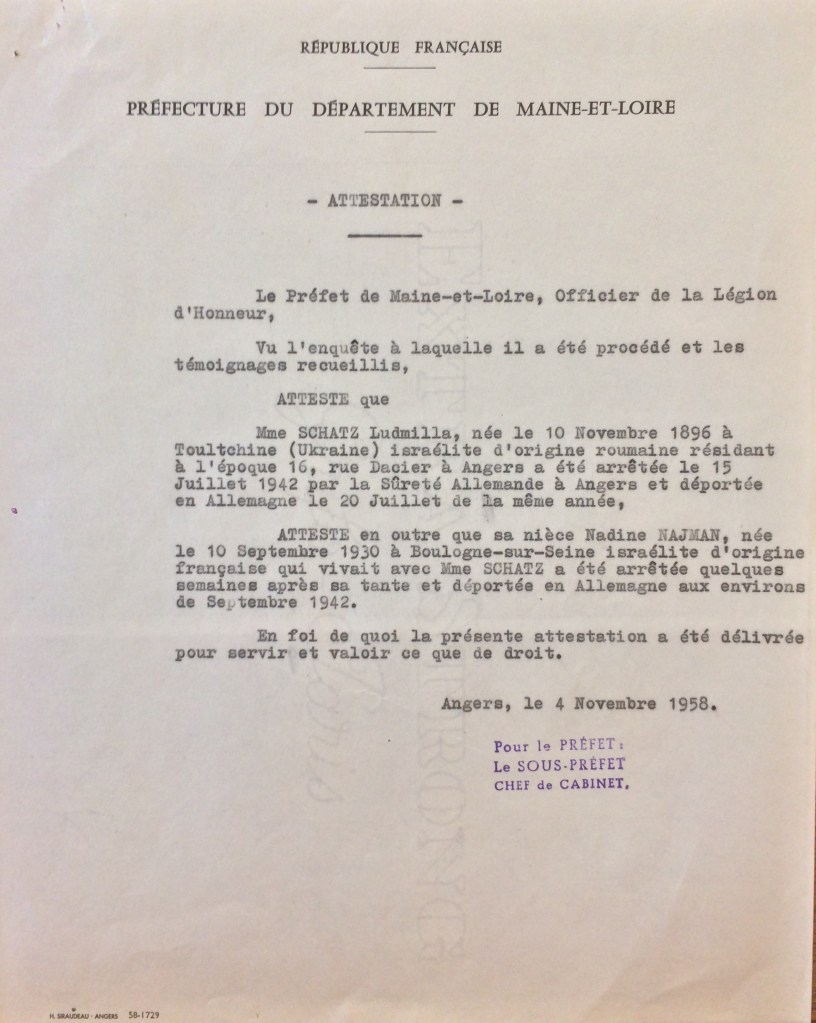 RÉPUBLIQUE FRANÇAISE
PRÉFECTURE DU DÉPARTEMENT DE MAINE-ET-LOIRE
- ATTESTATION -
Le Préfet de Maine-et-Loire, Officier de la Légion
d'Honneur,
Vu l'enquête à laquelle il a été procédé et les
témoignages recueillis,
ATTESTE que
Mme SCHATZ Ludmilla, née le 10 Novembre 1896 à
Toultchine (Ukraine) israélite d'origine roumaine résidant
à l'époque 16, rue Dacier à Angers a été arrêtée le 15
Juillet 1942 par la Sûreté Allemande à Angers et déportée
en Allemagne le 20 Juillet de la même année,
ATTESTE en outre que sa nièce Nadine NAJMAN, née
le 10 Septembre 1930 à Boulogne-sur-Seine israélite d'origine
française qui vivait avec Mme SCHATZ a été arrêtée quelques
semaines après sa tante et déportée en Allemagne aux environs
de Septembre 1942.
En foi de quoi la présente attestation a été délivrée
pour servir et valoir ce que de droit.
Angers, le 4 Novembre 1958.
Pour le PRÉFET:
Le SOUS-PRÉFET
CHEF de CABINET,
H. SIRAUDEAU - ANGERS 58-1729